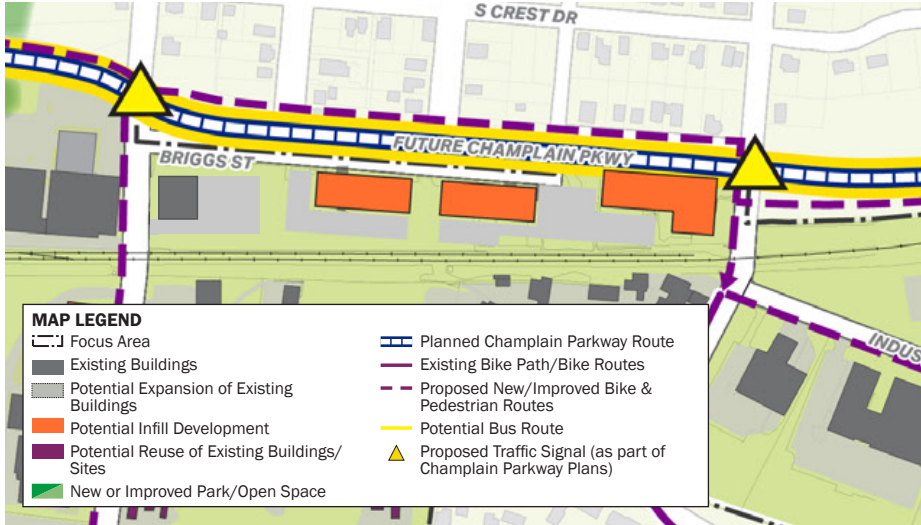 S CREST DR
FUTURE CHAMPLAIN PKWY
BRIGGS ST
INDUS
MAP LEGEND
Focus Area
Existing Buildings
Potential Expansion of Existing
Buildings
Potential Infill Development
Potential Reuse of Existing Buildings/
Sites
New or Improved Park/Open Space
Planned Champlain Parkway Route
Existing Bike Path/Bike Routes
Proposed New/Improved Bike &
Pedestrian Routes
Potential Bus Route
Proposed Traffic Signal (as part of
Champlain Parkway Plans)